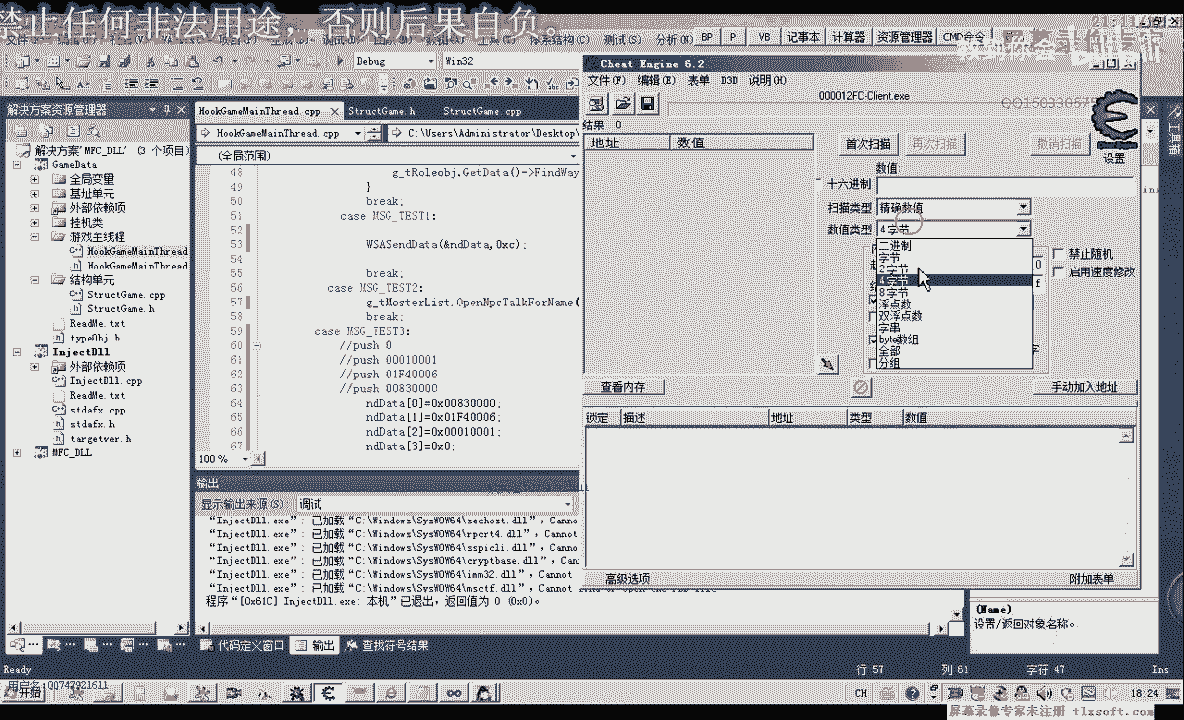 禁止任何非法用途，否则后果自负。
体系结构(C) 测试(S) 分析(N) BP P VB 记事本 计算器 资源管理器 CMD命令
Debug Win32
解决方案资源管理器
解决方案'MFC_DLL' (3 个项目)
GameData
全局变量
基址单元
外部依赖项
挂机类
游戏主线程
HookGameMainThread
HookGameMainThread
结构单元
StructGame.cpp
StructGame.h
ReadMe.txt
typeObj.h
InjectDll
外部依赖项
InjectDll.cpp
ReadMe.txt
stdafx.cpp
stdafx.h
targetver.h
MFC_DLL
HookGameMainThread.cpp StructGame.h StructGame.cpp
HookGameMainThread.cpp C:\Users\Administrator\Desktop\
(全局范围)
48 g_tRoleobj.GetData()->FindWay
49 }
50 break;
51 case MSG_TEST1:
52
53 WSASendData(&ndData,0xc);
54
55 break;
56 case MSG_TEST2:
57 g_tMosterList.OpenNpcTalkForName(
58 break;
59 case MSG_TEST3:
60 //push 0
61 //push 00010001
62 //push 01F40006
63 //push 00830000
64 ndData[0]=0x00830000;
65 ndData[1]=0x01F40006;
66 ndData[2]=0x00010001;
67 ndData[3]=0x0;
100 %
输出
显示输出来源(S): 调试
“InjectDll.exe”: 已加载“C:\Windows\SysWOW64\sechost.dll”，Cannot
“InjectDll.exe”: 已加载“C:\Windows\SysWOW64\rpcrt4.dll”，Cannot
“InjectDll.exe”: 已加载“C:\Windows\SysWOW64\sspicli.dll”，Cannot
“InjectDll.exe”: 已加载“C:\Windows\SysWOW64\cryptbase.dll”，Cannot
“InjectDll.exe”: 已加载“C:\Windows\SysWOW64\imm32.dll”，Cannot
“InjectDll.exe”: 已加载“C:\Windows\SysWOW64\msctf.dll”，Cannot find or open the PDB file
程序“[0x61C] InjectDll.exe: 本机”已退出，返回值为 0 (0x0)。
代码定义窗口 输出 查找符号结果
Ready
行 57 列 61 字符 47 Ins
Cheat Engine 6.2
文件(F) 编辑(E) 表单 D3D 说明(H)
000012FC-Client.exe
结果 0
地址 数值
首次扫描 再次扫描 撤消扫描
设置
数值:
十六进制
扫描类型 精确数值
数值类型 4字节
二进制
字节
2字节
4字节
8字节
浮点数
双浮点数
字串
byte数组
全部
分组
禁止随机
启用速度修改
查看内存 手动加入地址
锁定 描述 地址 类型 数值
高级选项 附加表单
(Name)
设置/返回对象名称。
开始
CH 18:24
屏幕录像专家未注册 tlxsoft.com